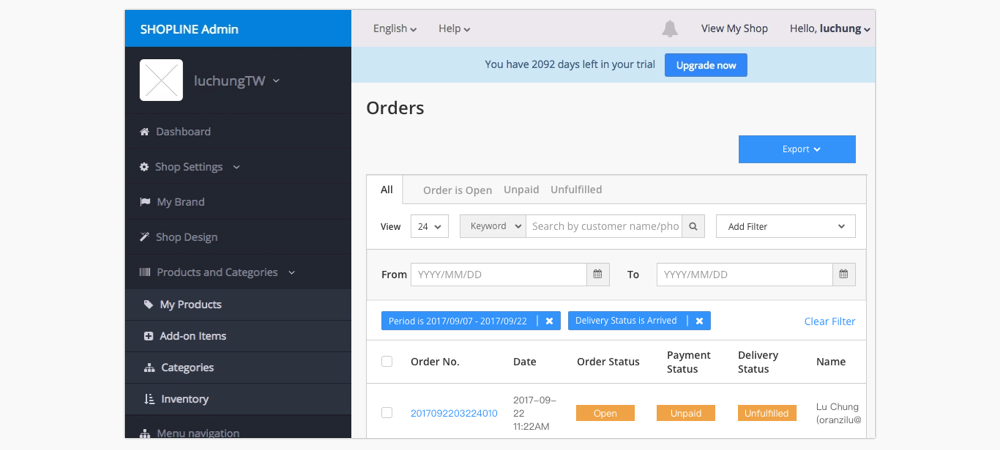 SHOPLINE Admin
English
Help
View My Shop
Hello, luchung
You have 2092 days left in your trial
Upgrade now
luchungTW
Dashboard
Shop Settings
My Brand
Shop Design
Products and Categories
My Products
Add-on Items
Categories
Inventory
Menu navigation
Orders
Export
All
Order is Open
Unpaid
Unfulfilled
View
24
Keyword
Search by customer name/pho
Add Filter
From
YYYY/MM/DD
To
YYYY/MM/DD
Period is 2017/09/07 - 2017/09/22
Delivery Status is Arrived
Clear Filter
Order No.
Date
Order Status
Payment
Status
Delivery
Status
Name
2017092203224010
2017-09-
22
11:22AM
Open
Unpaid
Unfulfilled
Lu Chung
(oranzilu@